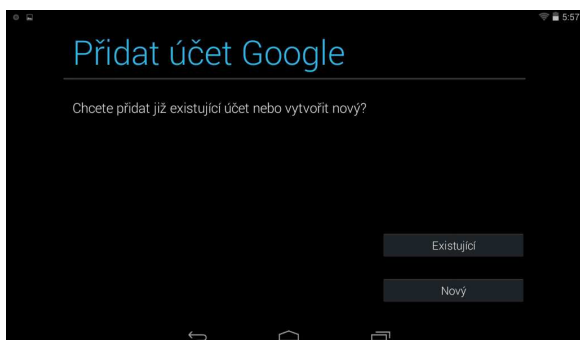 5:57
Přidat účet Google
Chcete přidat již existující účet nebo vytvořit nový?
Existující
Nový